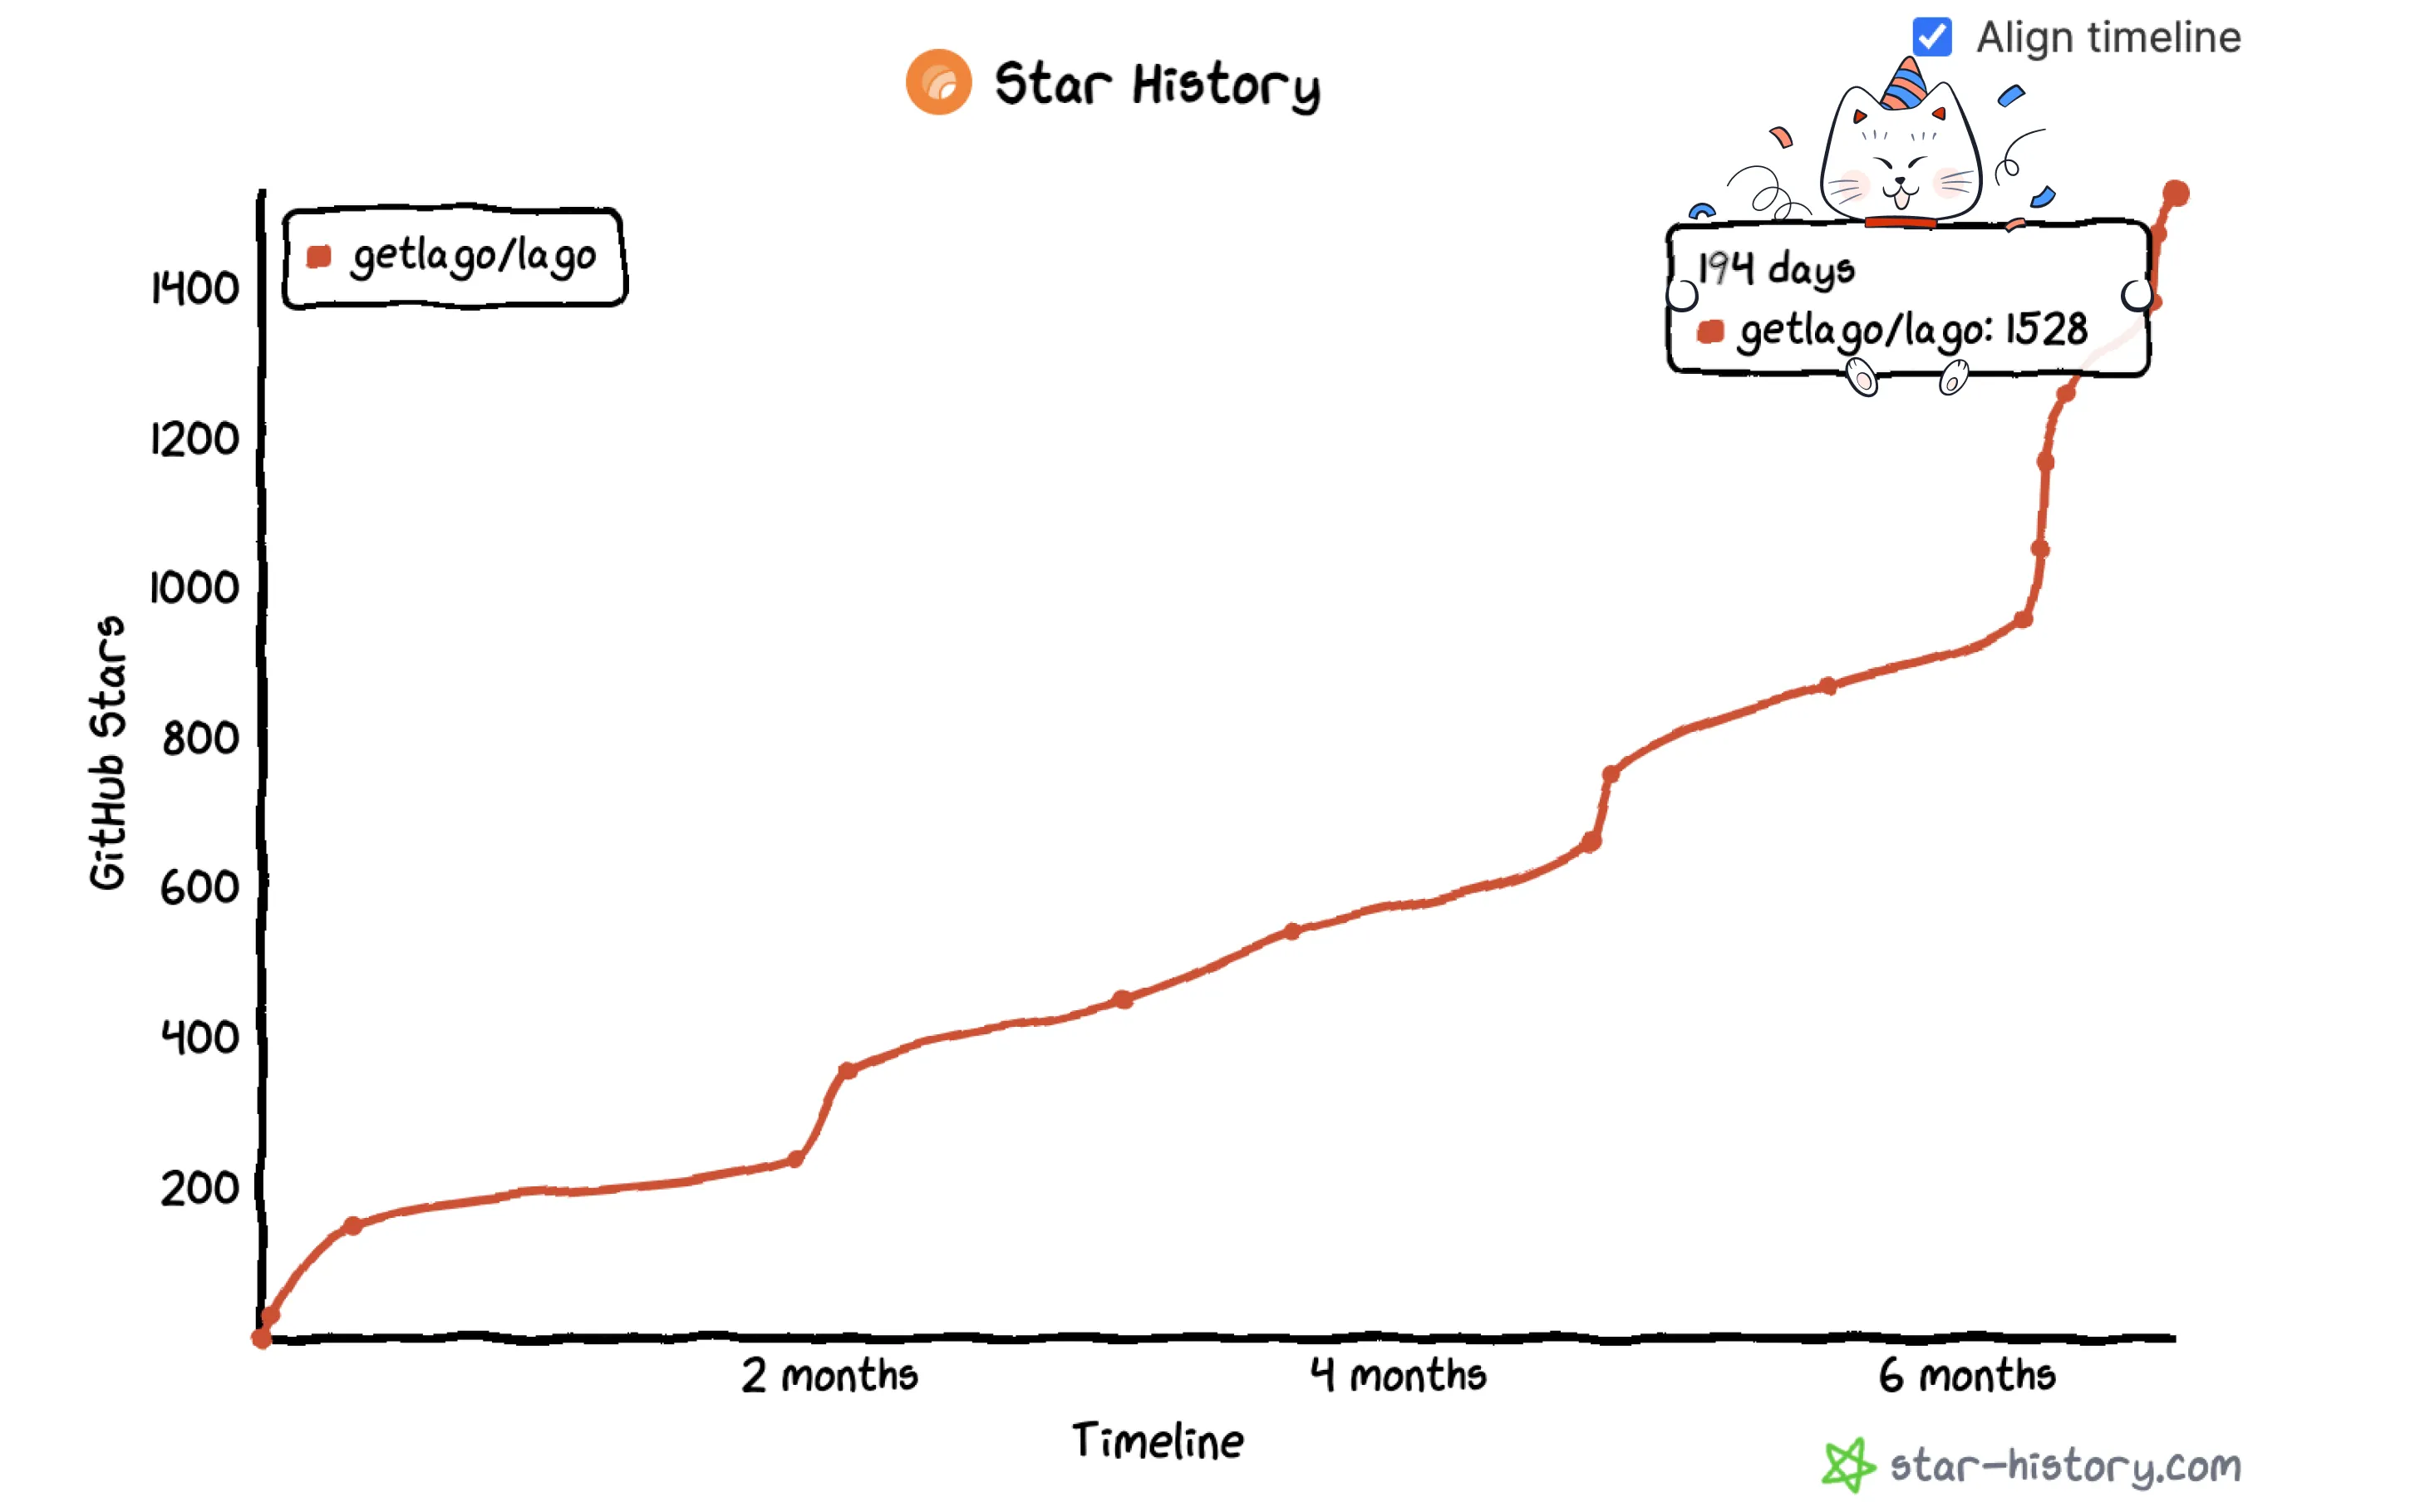 Align timeline
Star History
getlago/lago
194 days
getlago/lago: 1528
1400
1200
1000
800
600
400
200
GitHub Stars
2 months
4 months
6 months
Timeline
star-history.com